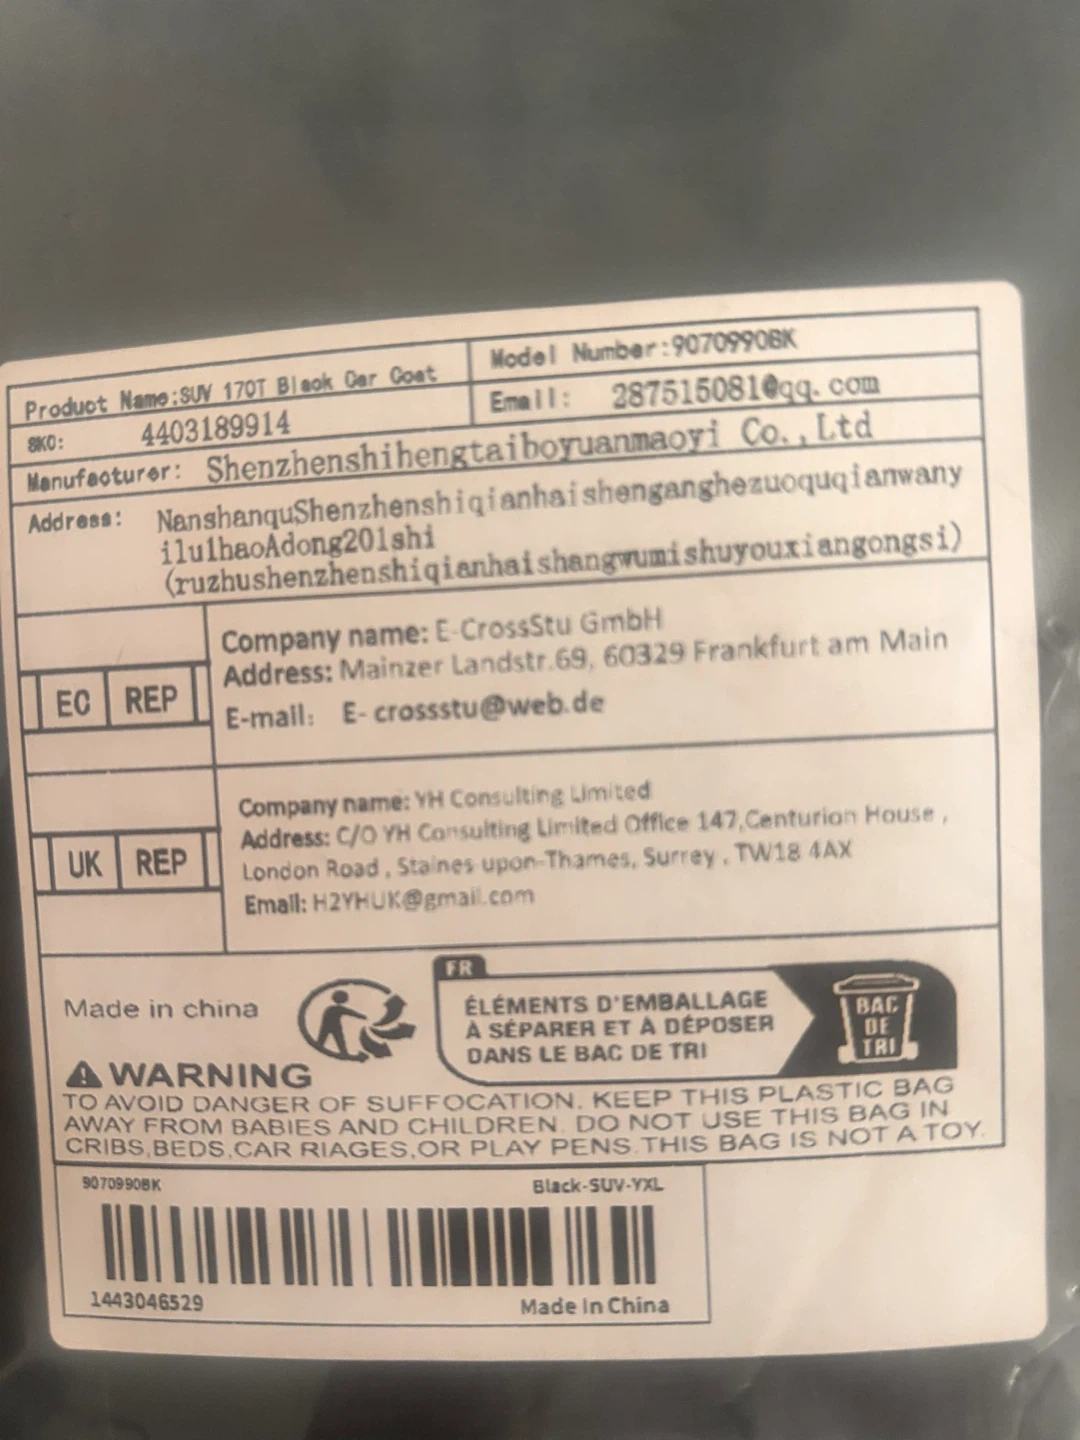 Product Name:SUV 170T Black Car Coat
Model Number:9070990BK
SKC: 4403189914
Email: 287515081@qq.com
Manufacturer: Shenzhenshihengtaiboyuanmaoyi Co.,Ltd
Address: NanshanquShenzhenshiqianhaishenganghezuoquqianwany
ilu1haoAdong201shi
(ruzhushenzhenshiqianhaishangwumishuyouxiangongsi)
EC REP
Company name: E-CrossStu GmbH
Address: Mainzer Landstr.69, 60329 Frankfurt am Main
E-mail: E-crossstu@web.de
UK REP
Company name: YH Consulting Limited
Address: C/O YH Consulting Limited Office 147,Centurion House,
London Road, Staines upon-Thames, Surrey, TW18 4AX
Email: H2YHUK@gmail.com
Made in china
FR
ÉLÉMENTS D'EMBALLAGE
À SÉPARER ET À DÉPOSER
DANS LE BAC DE TRI
BAC
DE
TRI
WARNING
TO AVOID DANGER OF SUFFOCATION. KEEP THIS PLASTIC BAG
AWAY FROM BABIES AND CHILDREN. DO NOT USE THIS BAG IN
CRIBS,BEDS,CAR RIAGES,OR PLAY PENS.THIS BAG IS NOT A TOY.
9070990BK
Black-SUV-YXL
1443046529
Made In China